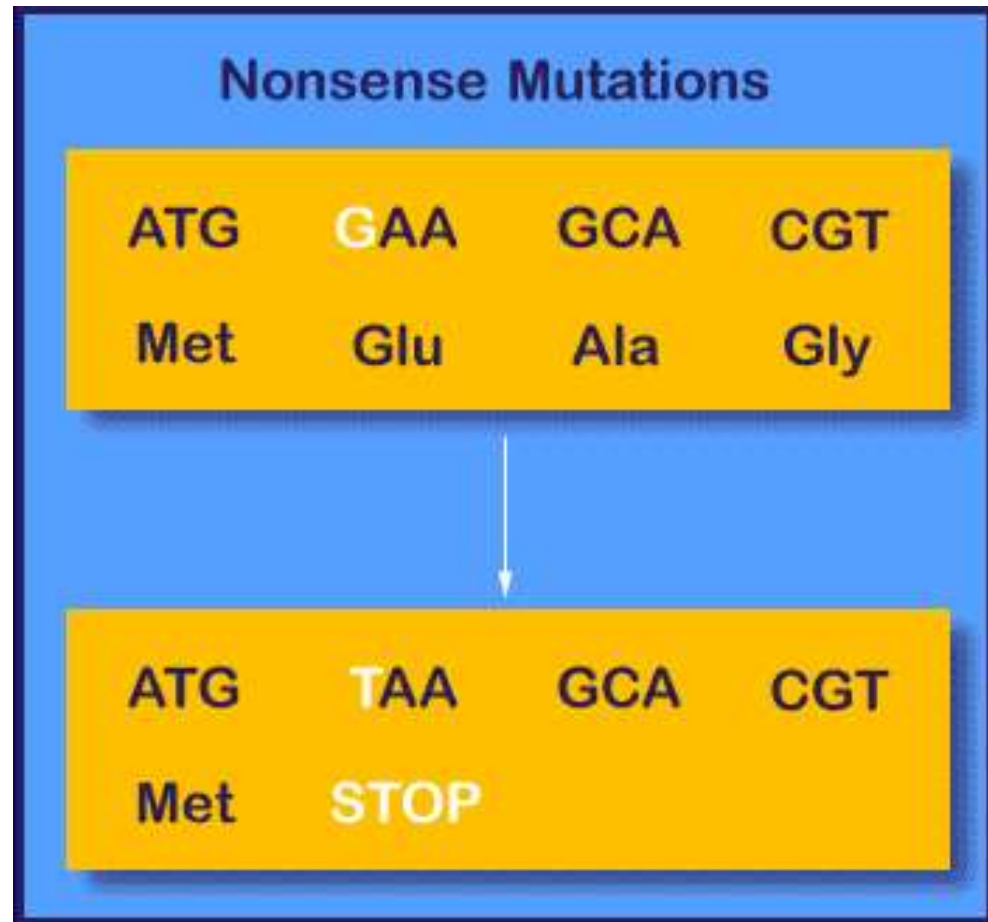 Nonsense Mutations
ATG GAA GCA CGT
Met Glu Ala Gly
ATG TAA GCA CGT
Met STOP